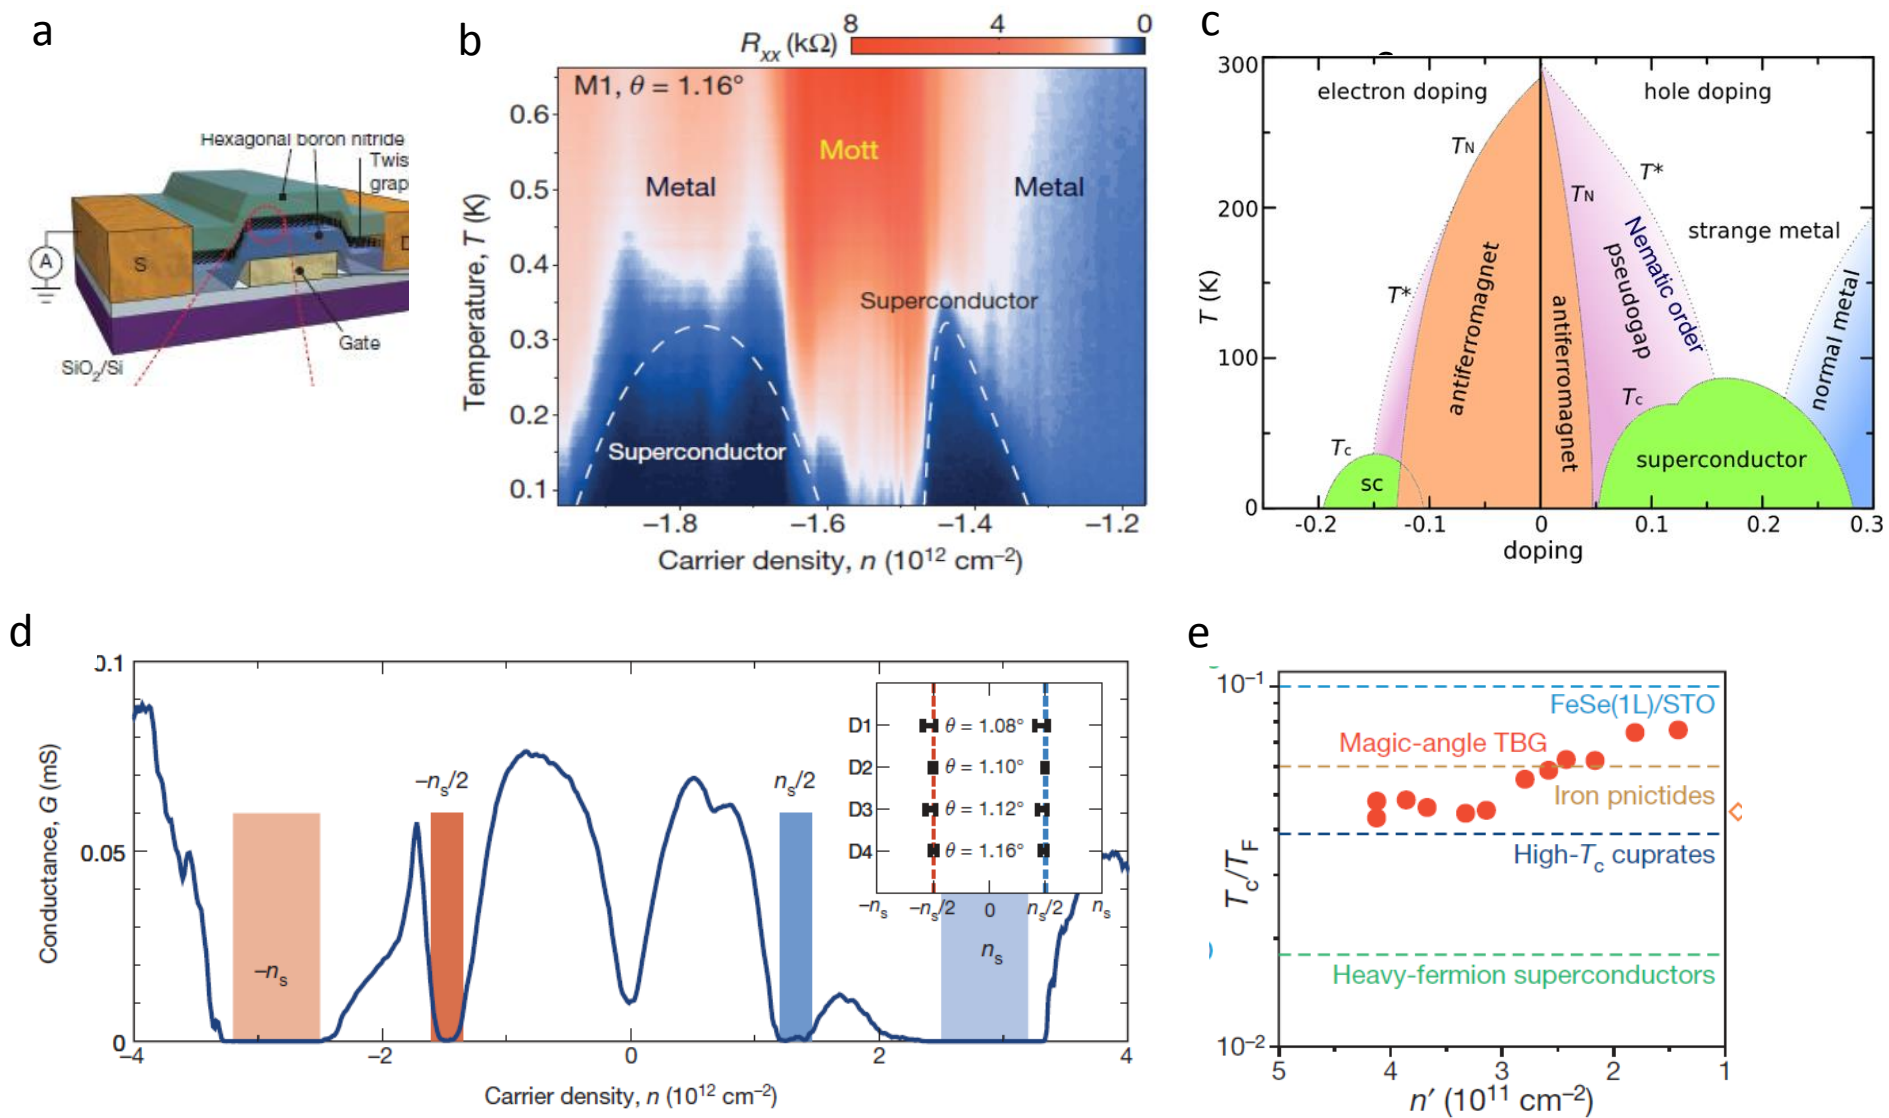 a
Hexagonal boron nitride
Twis
grap
A
S
D
Gate
SiO2/Si
b
8 4 0
Rxx (kΩ)
M1, θ = 1.16°
Mott
Metal
Metal
Superconductor
Superconductor
0.6
0.5
0.4
0.3
0.2
0.1
Temperature, T (K)
−1.8 −1.6 −1.4 −1.2
Carrier density, n (10¹² cm⁻²)
c
300
200
100
0
T (K)
electron doping
hole doping
TN
T*
TN
T*
strange metal
Nematic order
pseudogap
antiferromagnet
antiferromagnet
normal metal
Tc
Tc
sc
superconductor
-0.2 -0.1 0 0.1 0.2 0.3
doping
d
0.1
0.05
0
Conductance, G (mS)
−ns
−ns/2
ns/2
ns
D1 θ = 1.08°
D2 θ = 1.10°
D3 θ = 1.12°
D4 θ = 1.16°
−ns −ns/2 0 ns/2 ns
−4 −2 0 2 4
Carrier density, n (10¹² cm⁻²)
e
10⁻¹
10⁻²
Tc/TF
FeSe(1L)/STO
Magic-angle TBG
Iron pnictides
High-Tc cuprates
Heavy-fermion superconductors
5 4 3 2 1
n′ (10¹¹ cm⁻²)